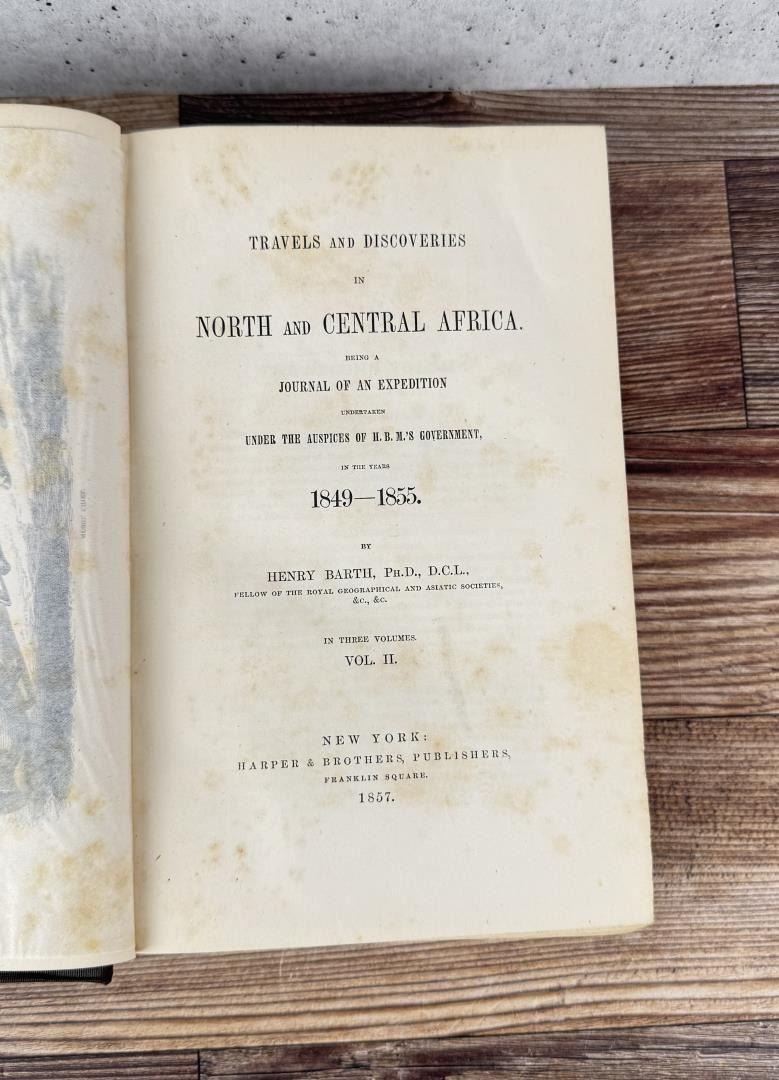 TRAVELS AND DISCOVERIES
IN
NORTH AND CENTRAL AFRICA.
BEING A
JOURNAL OF AN EXPEDITION
UNDERTAKEN
UNDER THE AUSPICES OF H. B. M.'S GOVERNMENT,
IN THE YEARS
1849—1855.
BY
HENRY BARTH, PH.D., D.C.L.,
FELLOW OF THE ROYAL GEOGRAPHICAL AND ASIATIC SOCIETIES,
&C., &C.
IN THREE VOLUMES.
VOL. II.
NEW YORK:
HARPER & BROTHERS, PUBLISHERS,
FRANKLIN SQUARE.
1857.